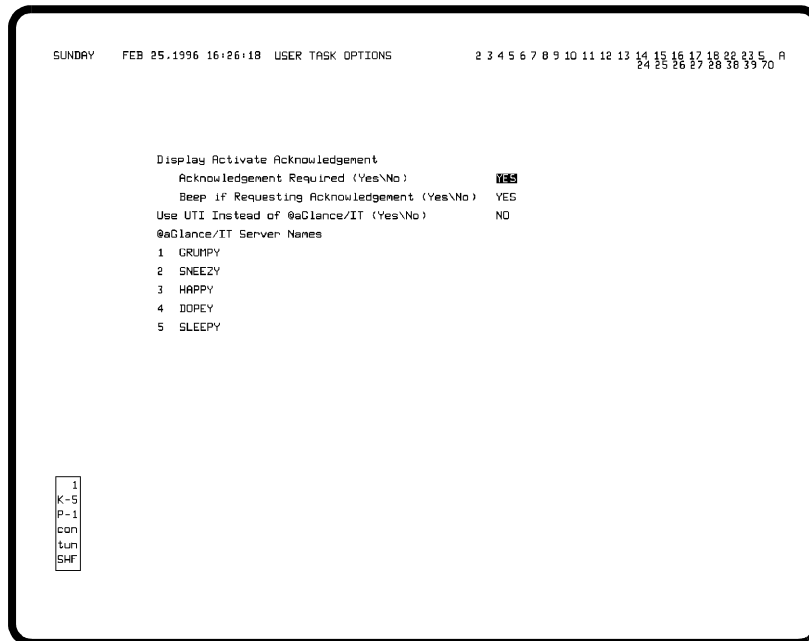 SUNDAY FEB 25,1996 16:26:18 USER TASK OPTIONS 2 3 4 5 6 7 8 9 10 11 12 13 14 15 16 17 18 22 23 5 A
24 25 26 27 28 38 39 70
Display Activate Acknowledgement
Acknowledgement Required (Yes\No) YES
Beep if Requesting Acknowledgement (Yes\No) YES
Use UTI Instead of @aGlance/IT (Yes\No) NO
@aGlance/IT Server Names
1 GRUMPY
2 SNEEZY
3 HAPPY
4 DOPEY
5 SLEEPY
1
K-5
P-1
con
tun
SHF